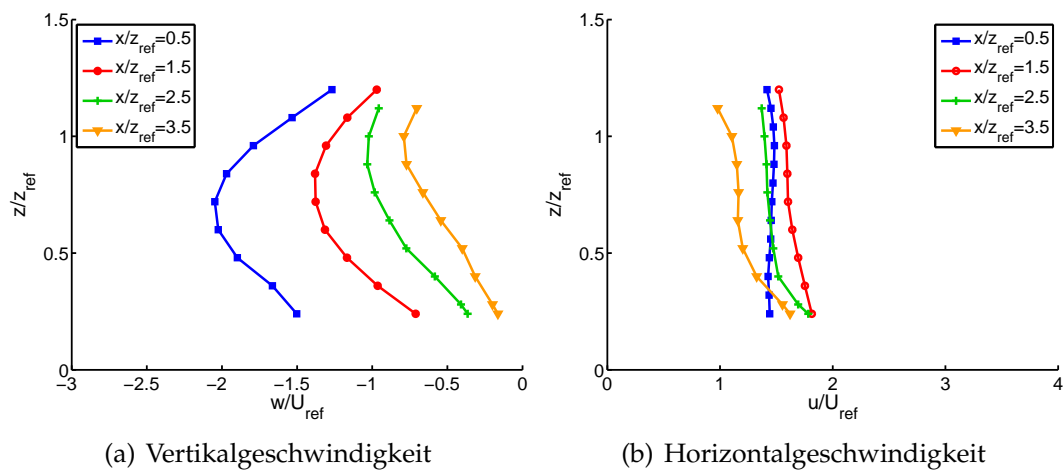 1.5
1
0.5
0
z/z_ref
x/z_ref=0.5
x/z_ref=1.5
x/z_ref=2.5
x/z_ref=3.5
−3 −2.5 −2 −1.5 −1 −0.5 0
w/U_ref
(a) Vertikalgeschwindigkeit
1.5
1
0.5
0
z/z_ref
x/z_ref=0.5
x/z_ref=1.5
x/z_ref=2.5
x/z_ref=3.5
0 1 2 3 4
u/U_ref
(b) Horizontalgeschwindigkeit